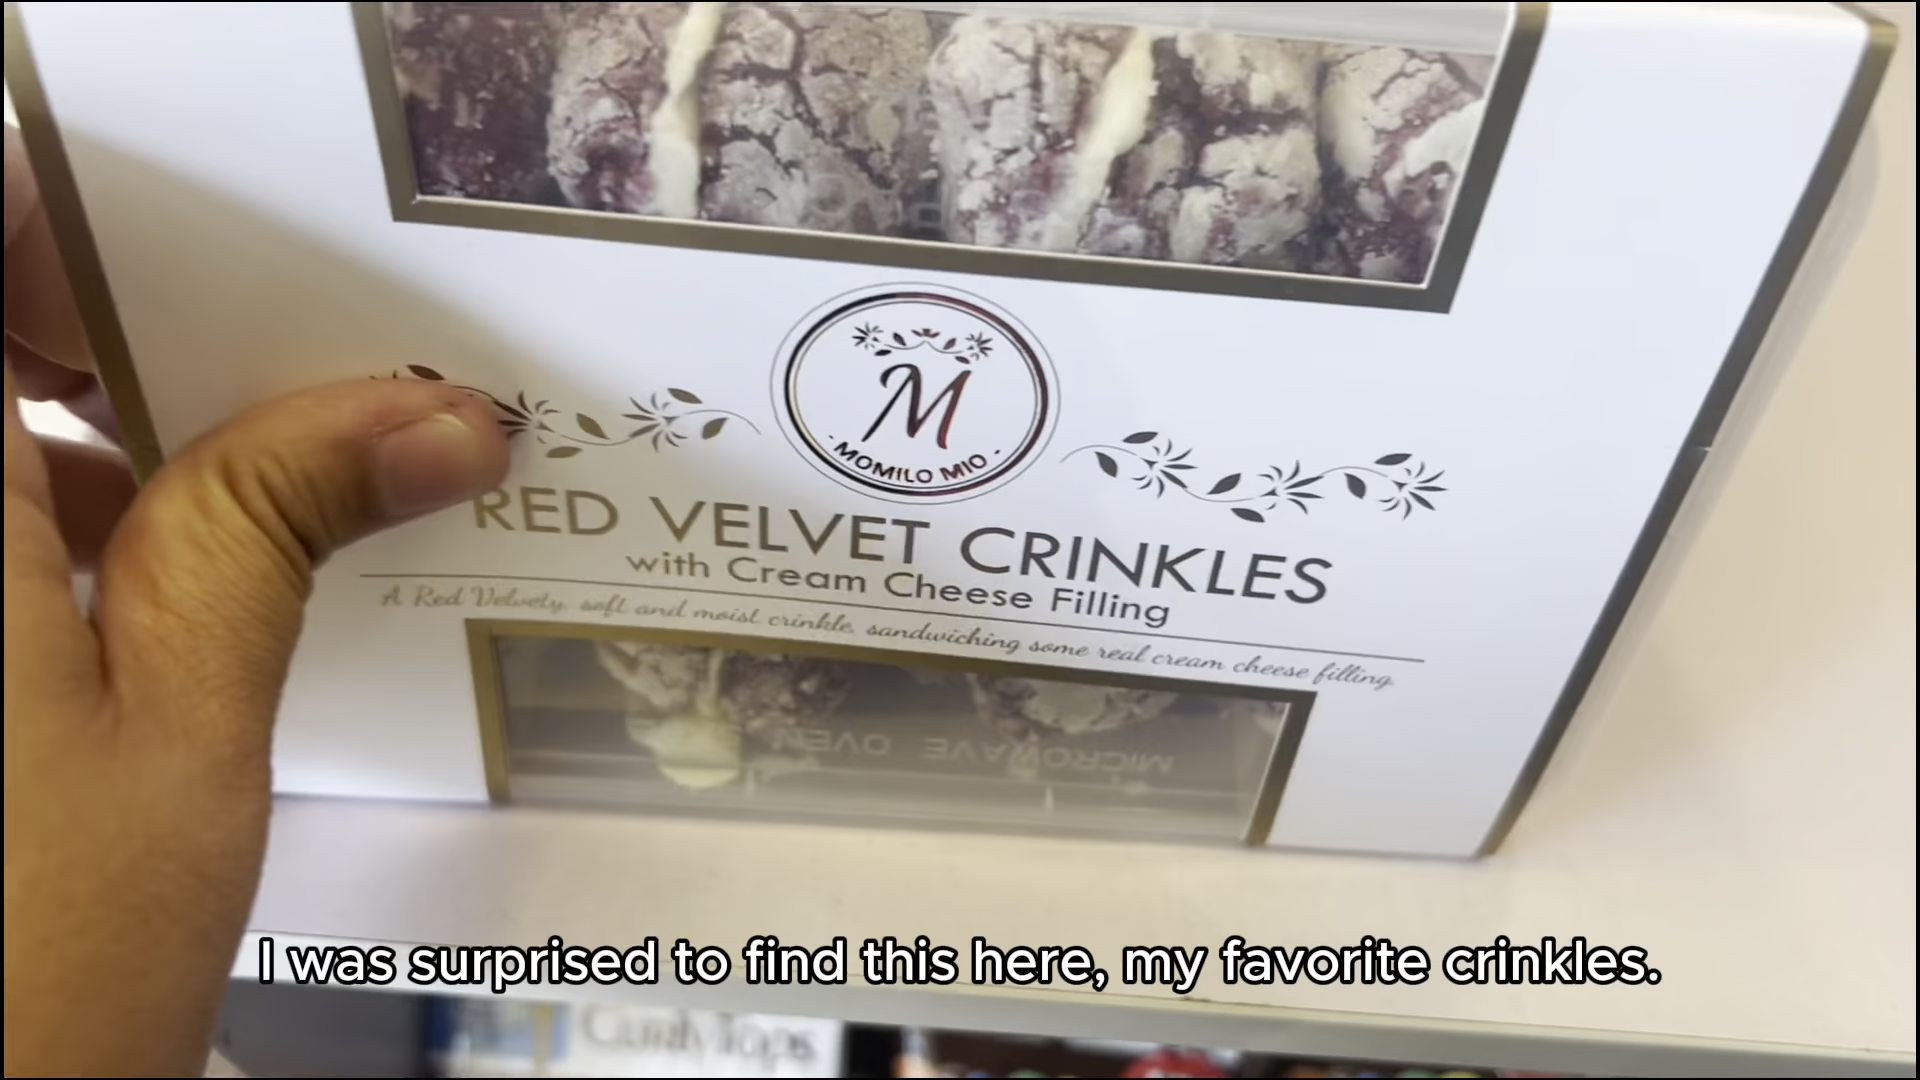 M
· MOMILO MIO ·
RED VELVET CRINKLES
with Cream Cheese Filling
A Red Velvety, soft and moist crinkle, sandwiching some real cream cheese filling.
MICROWAVE OVEN
I was surprised to find this here, my favorite crinkles.